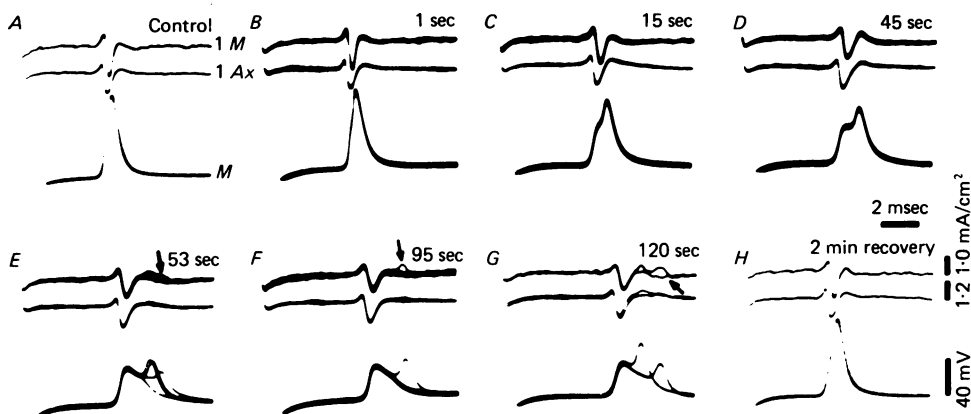 A Control B 1 sec C 15 sec D 45 sec
1 M
1 Ax
M
2 msec
E 53 sec F 95 sec G 120 sec H 2 min recovery
1·0 mA/cm²
1·2
40 mV